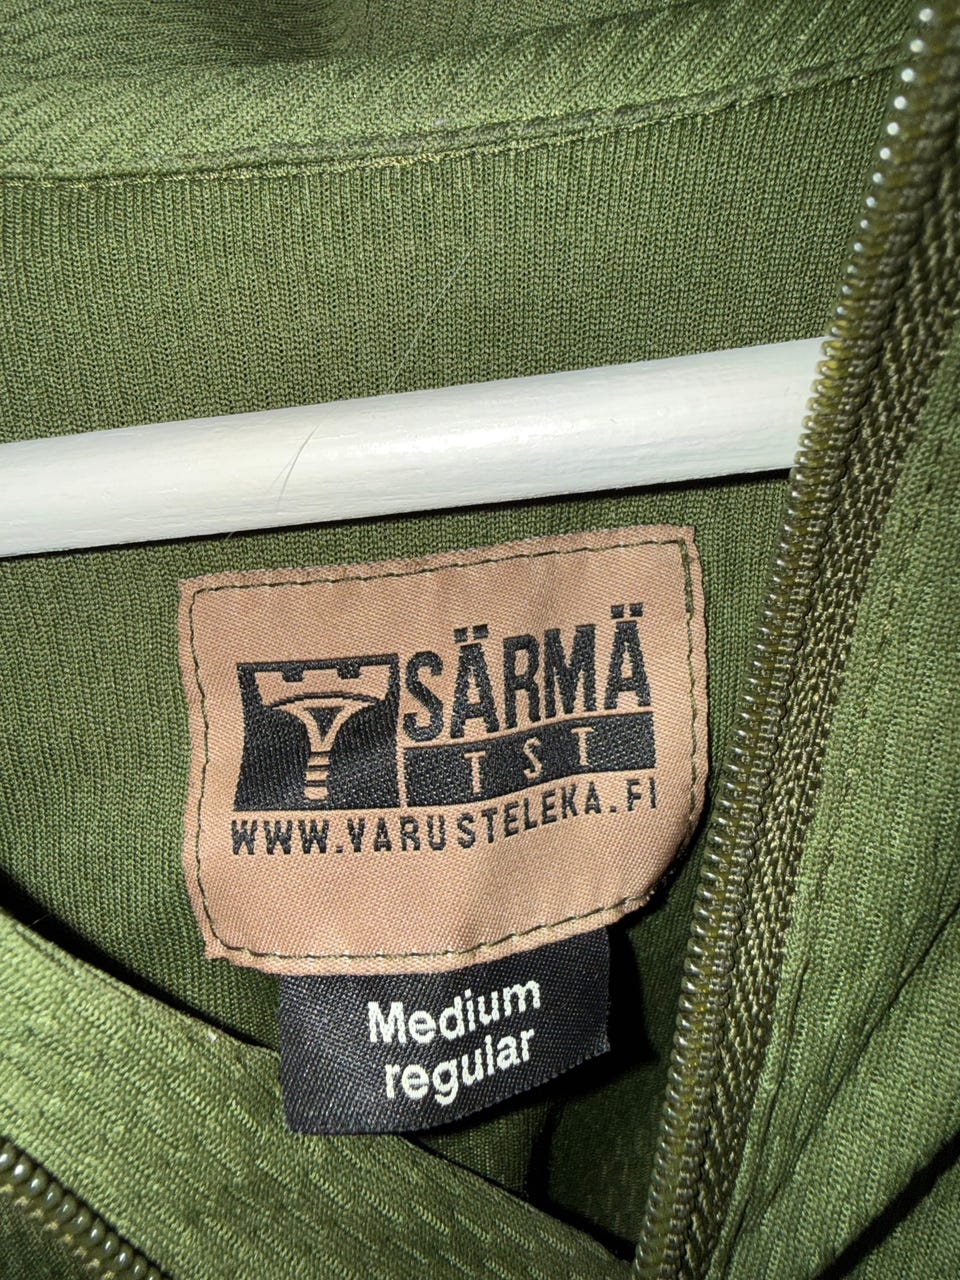 SÄRMÄ
TST
WWW.VARUSTELEKA.FI
Medium
regular